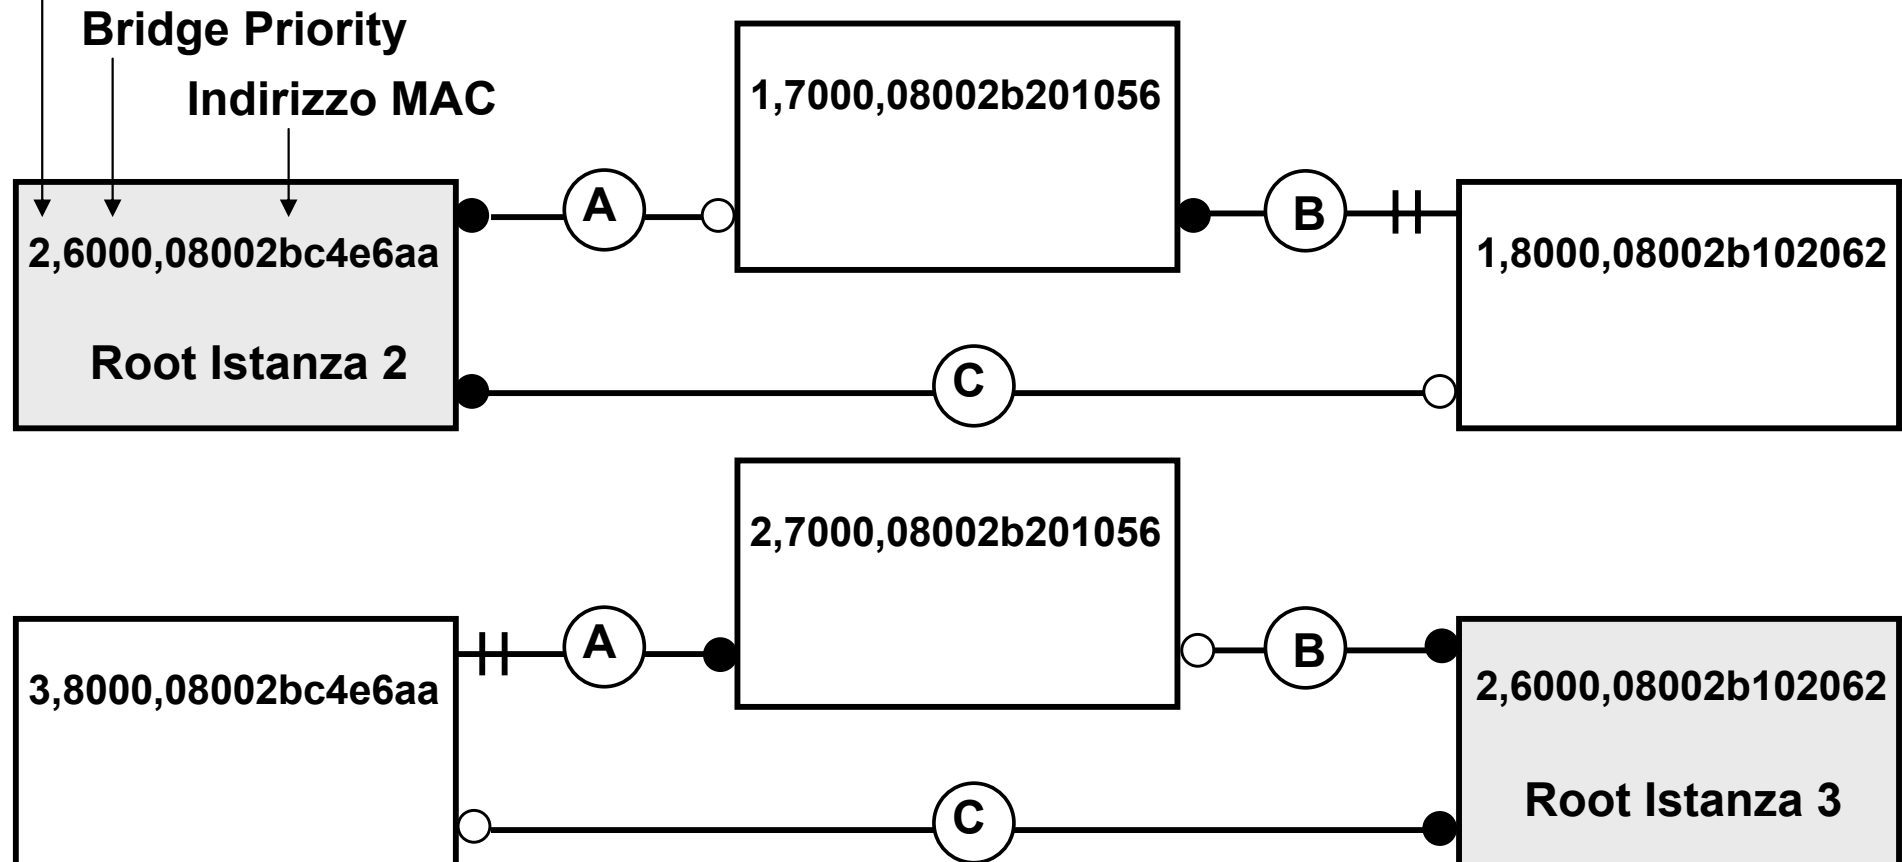 Bridge Priority
Indirizzo MAC
1,7000,08002b201056
A
B
2,6000,08002bc4e6aa
1,8000,08002b102062
Root Istanza 2
C
2,7000,08002b201056
A
B
3,8000,08002bc4e6aa
2,6000,08002b102062
Root Istanza 3
C